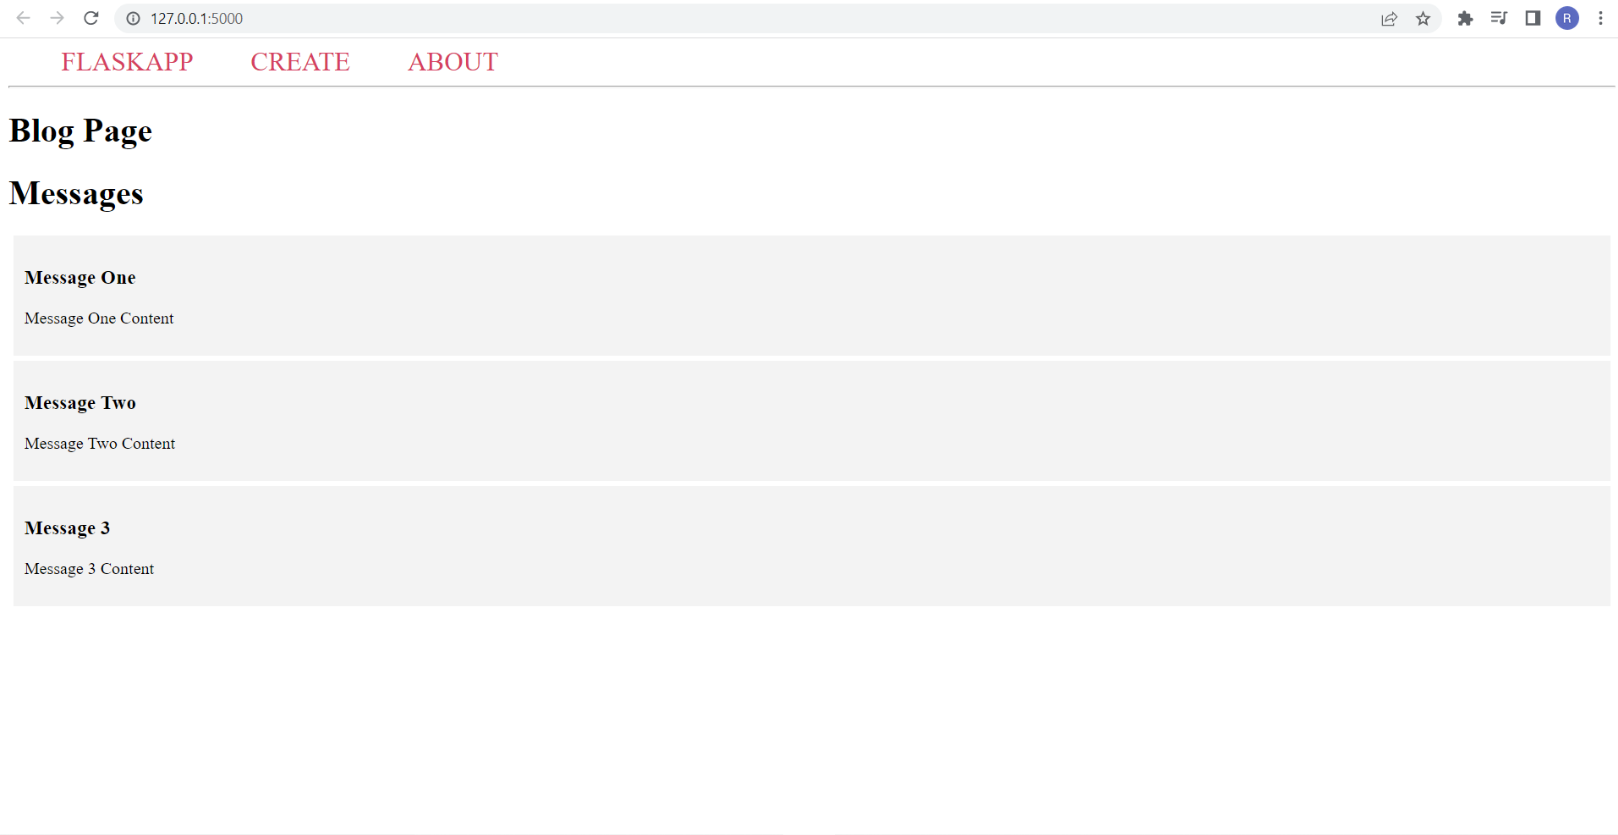 127.0.0.1:5000
R
FLASKAPP CREATE ABOUT
Blog Page
Messages
Message One
Message One Content
Message Two
Message Two Content
Message 3
Message 3 Content